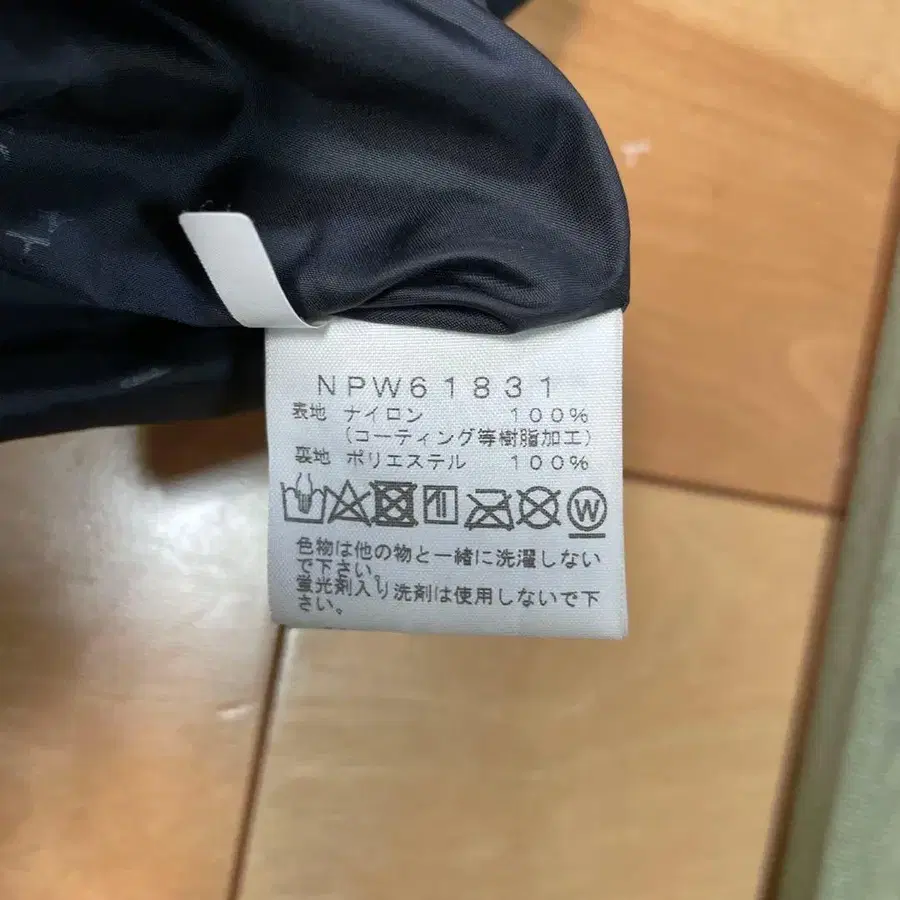 NPW61831
表地 ナイロン 100%
(コーティング等樹脂加工)
裏地 ポリエステル 100%
W
色物は他の物と一緒に洗濯しない
で下さい。
蛍光剤入り洗剤は使用しないで下
さい。